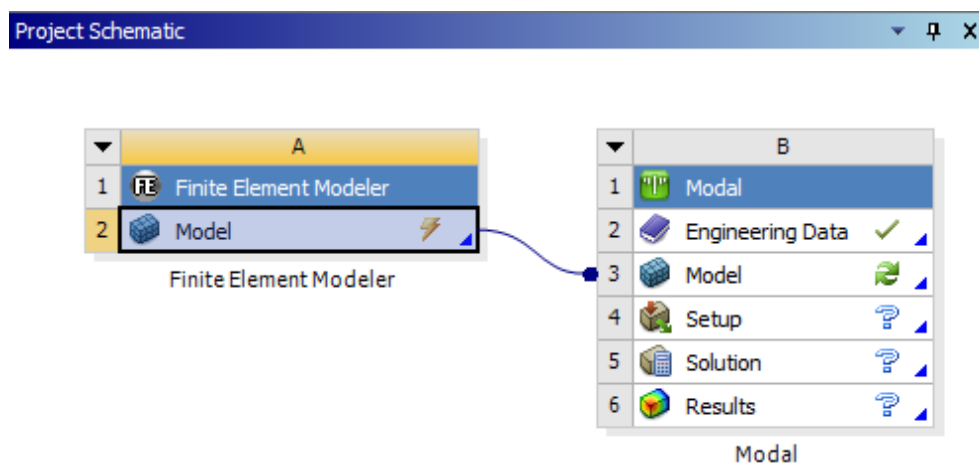 Project Schematic
A
1 FE Finite Element Modeler
2 Model
Finite Element Modeler
B
1 Modal
2 Engineering Data
3 Model
4 Setup
5 Solution
6 Results
Modal